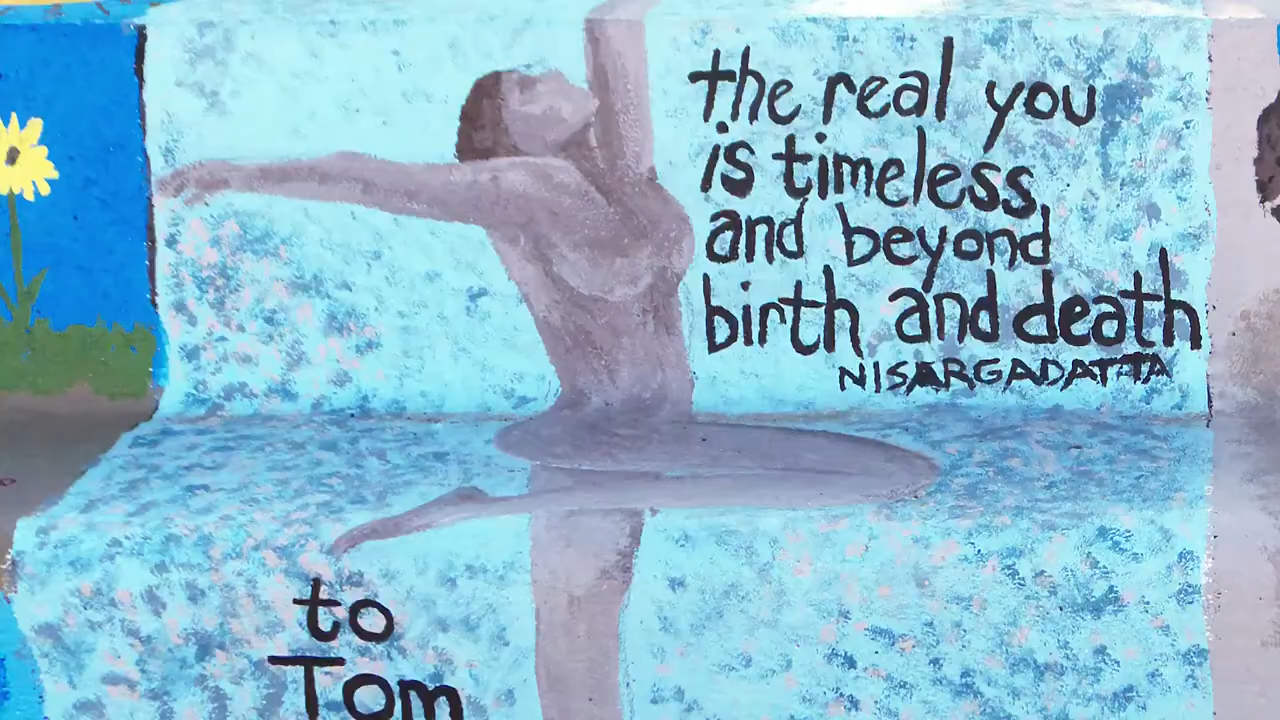 the real you
is timeless,
and beyond
birth and death
NISARGADATTA
to
Tom